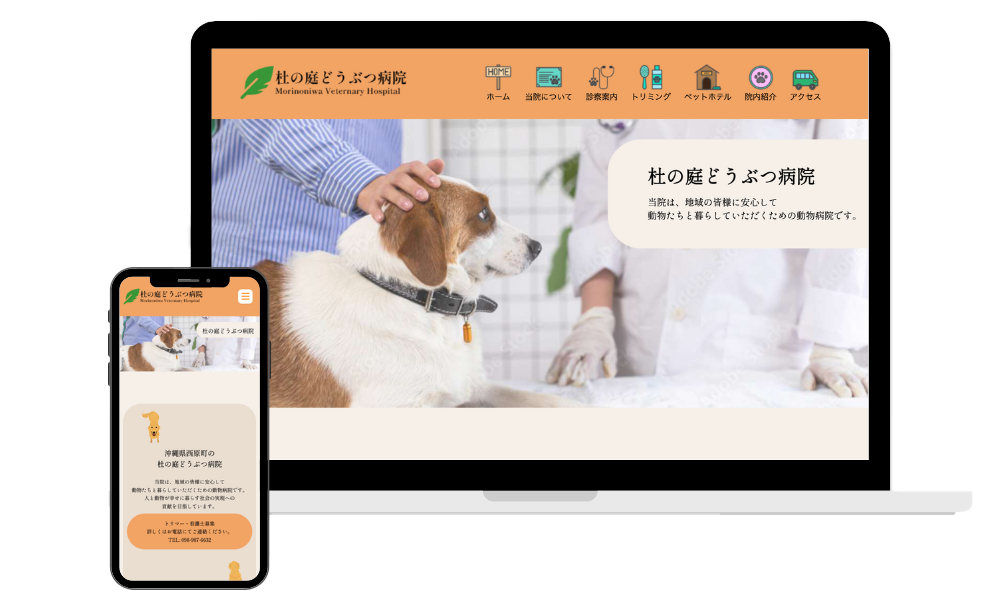 杜の庭どうぶつ病院
Morinoniwa Veternary Hospital
HOME
ホーム
当院について
診察案内
トリミング
ペットホテル
院内紹介
アクセス
杜の庭どうぶつ病院
当院は、地域の皆様に安心して
動物たちと暮らしていただくための動物病院です。
杜の庭どうぶつ病院
Morinoniwa Veternary Hospital
杜の庭どうぶつ病院
沖縄県西原町の
杜の庭どうぶつ病院
当院は、地域の皆様に安心して
動物たちと暮らしていただくための動物病院です。
人と動物が幸せに暮らす社会の実現への
貢献を目指しています。
トリマー・看護士募集
詳しくはお電話にてご連絡ください。